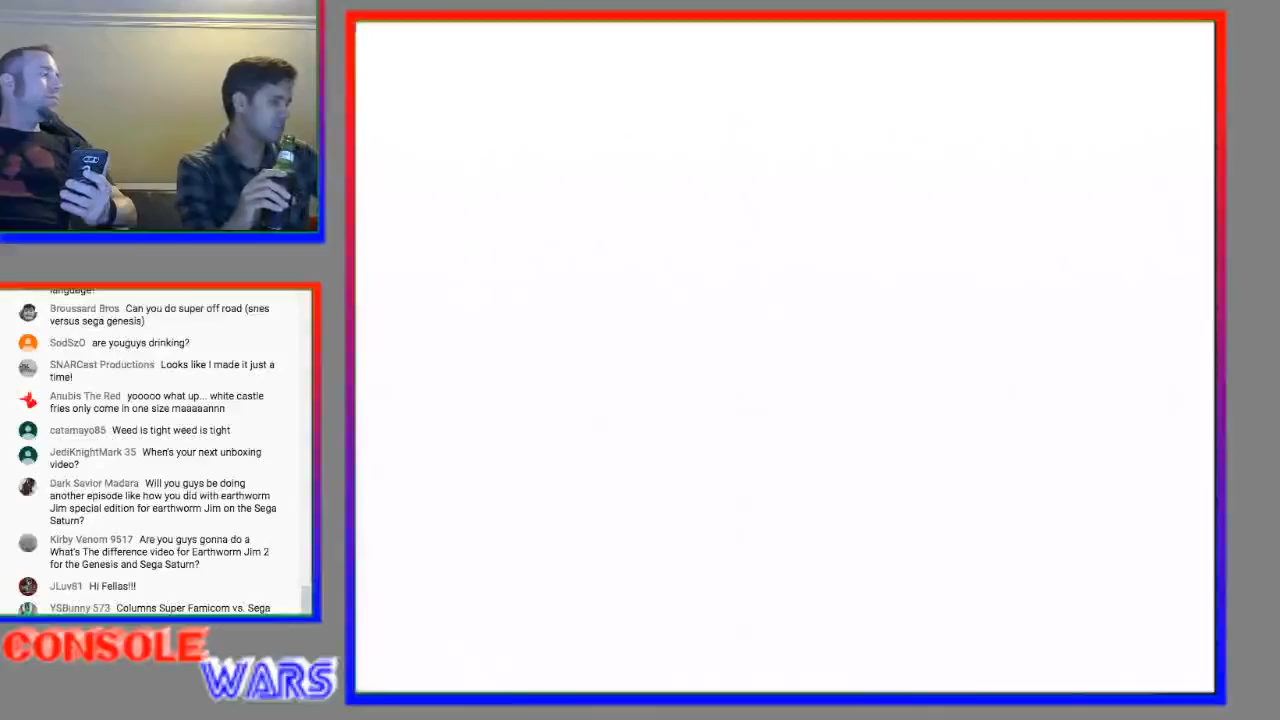 language!
Broussard Bros Can you do super off road (snes
versus sega genesis)
SodSzO are youguys drinking?
SNARCast Productions Looks like I made it just a
time!
Anubis The Red yooooo what up... white castle
fries only come in one size maaaaannn
catamayo85 Weed is tight weed is tight
JediKnightMark 35 When's your next unboxing
video?
Dark Savior Madara Will you guys be doing
another episode like how you did with earthworm
Jim special edition for earthworm Jim on the Sega
Saturn?
Kirby Venom 9517 Are you guys gonna do a
What's The difference video for Earthworm Jim 2
for the Genesis and Sega Saturn?
JLuv81 Hi Fellas!!!
YSBunny 573 Columns Super Famicom vs. Sega
CONSOLE
WARS